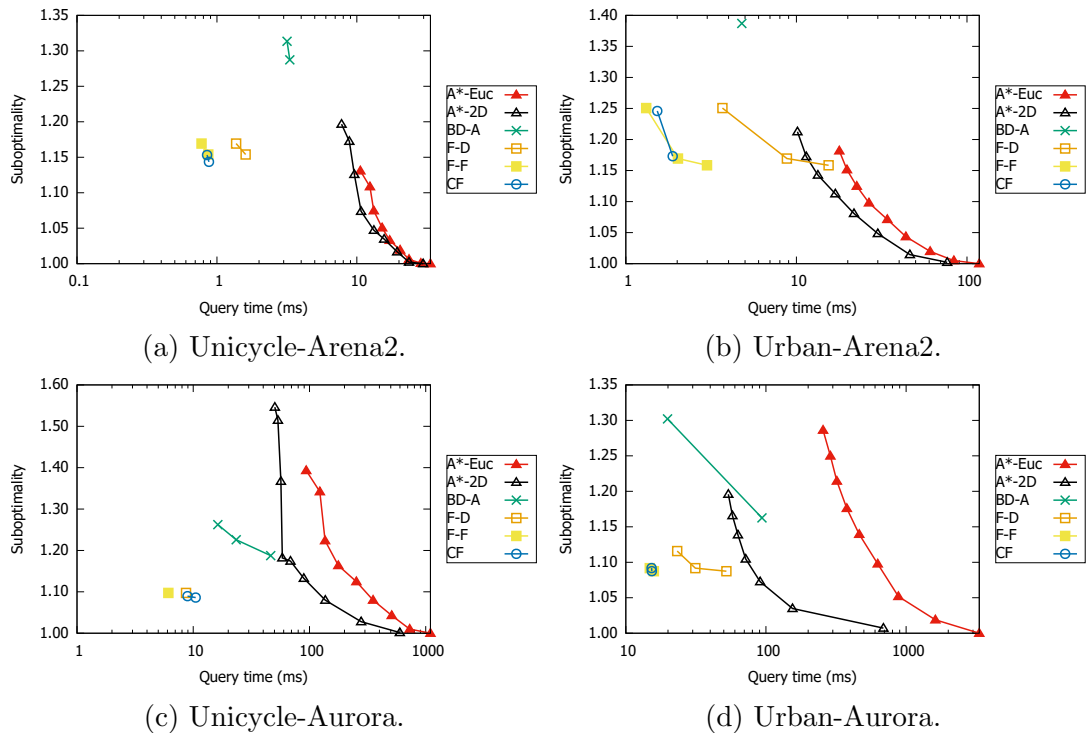 1.35
1.30
1.25
1.20
1.15
1.10
1.05
1.00
Suboptimality
0.1
1
10
Query time (ms)
A*-Euc
A*-2D
BD-A
F-D
F-F
CF
(a) Unicycle-Arena2.
1.40
1.35
1.30
1.25
1.20
1.15
1.10
1.05
1.00
Suboptimality
1
10
100
Query time (ms)
A*-Euc
A*-2D
BD-A
F-D
F-F
CF
(b) Urban-Arena2.
1.60
1.50
1.40
1.30
1.20
1.10
1.00
Suboptimality
1
10
100
1000
Query time (ms)
A*-Euc
A*-2D
BD-A
F-D
F-F
CF
(c) Unicycle-Aurora.
1.35
1.30
1.25
1.20
1.15
1.10
1.05
1.00
Suboptimality
10
100
1000
Query time (ms)
A*-Euc
A*-2D
BD-A
F-D
F-F
CF
(d) Urban-Aurora.